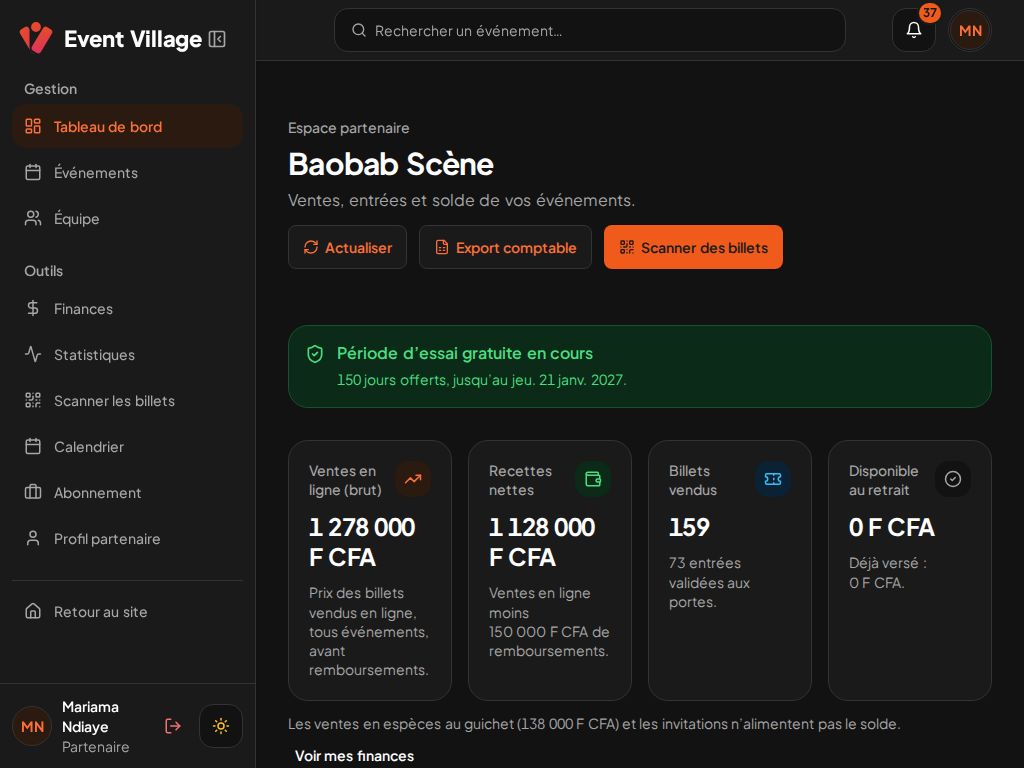 Event Village
Rechercher un événement…
37
MN
Gestion
Tableau de bord
Événements
Équipe
Outils
Finances
Statistiques
Scanner les billets
Calendrier
Abonnement
Profil partenaire
Retour au site
MN
Mariama
Ndiaye
Partenaire
Espace partenaire
Baobab Scène
Ventes, entrées et solde de vos événements.
Actualiser
Export comptable
Scanner des billets
Période d’essai gratuite en cours
150 jours offerts, jusqu’au jeu. 21 janv. 2027.
Ventes en
ligne (brut)
1 278 000
F CFA
Prix des billets
vendus en ligne,
tous événements,
avant
remboursements.
Recettes
nettes
1 128 000
F CFA
Ventes en ligne
moins
150 000 F CFA de
remboursements.
Billets
vendus
159
73 entrées
validées aux
portes.
Disponible
au retrait
0 F CFA
Déjà versé :
0 F CFA.
Les ventes en espèces au guichet (138 000 F CFA) et les invitations n’alimentent pas le solde.
Voir mes finances